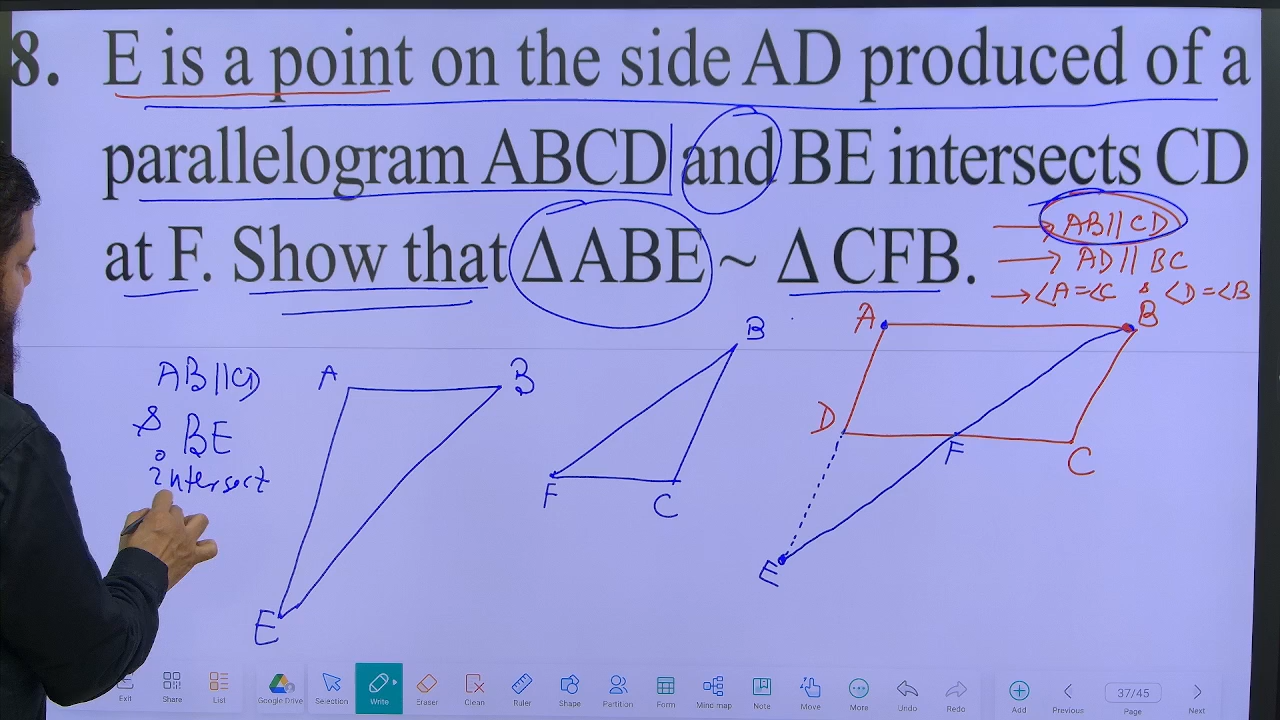 8. E is a point on the side AD produced of a
parallelogram ABCD and BE intersects CD
at F. Show that ΔABE ~ ΔCFB.
→ AB∥CD
→ AD∥BC
→ ∠A=∠C & ∠D=∠B
AB∥CD
& BE
intersect
A
B
E
B
F
C
A
B
D
F
C
E
Exit
Share
List
Google Drive
Selection
Write
Eraser
Clean
Ruler
Shape
Partition
Form
Mind map
Note
Move
More
Undo
Redo
Add
Previous
37/45
Page
Next